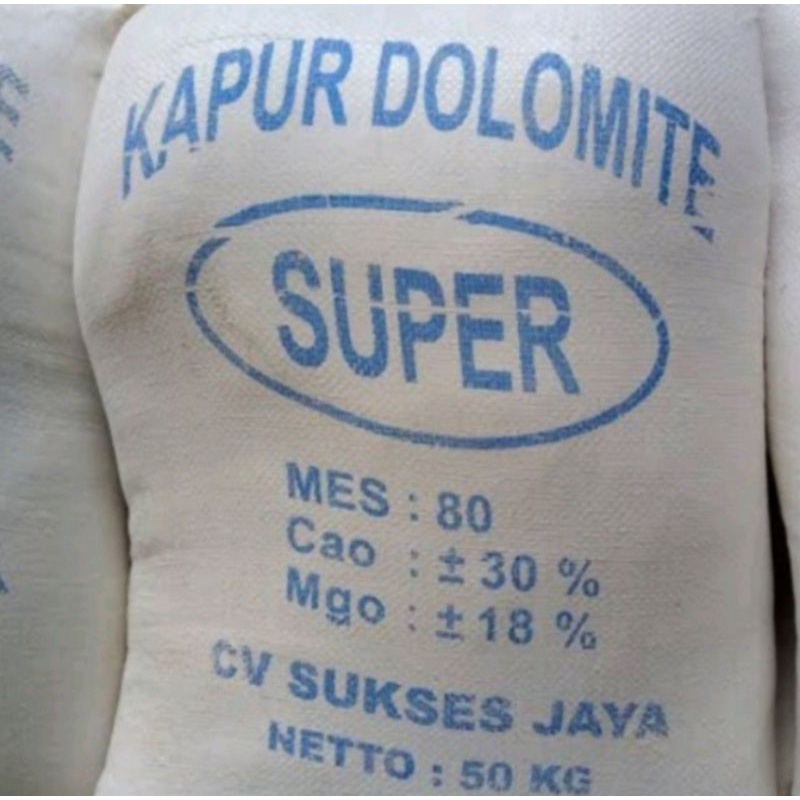 KAPUR DOLOMITE
SUPER
MES : 80
Cao : ± 30 %
Mgo : ± 18 %
CV SUKSES JAYA
NETTO : 50 KG